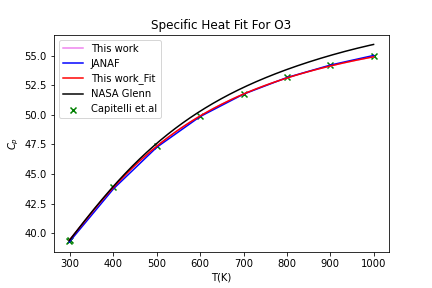 Specific Heat Fit For O3
This work
JANAF
This work_Fit
NASA Glenn
Capitelli et.al
55.0
52.5
50.0
47.5
45.0
42.5
40.0
C_p
300 400 500 600 700 800 900 1000
T(K)